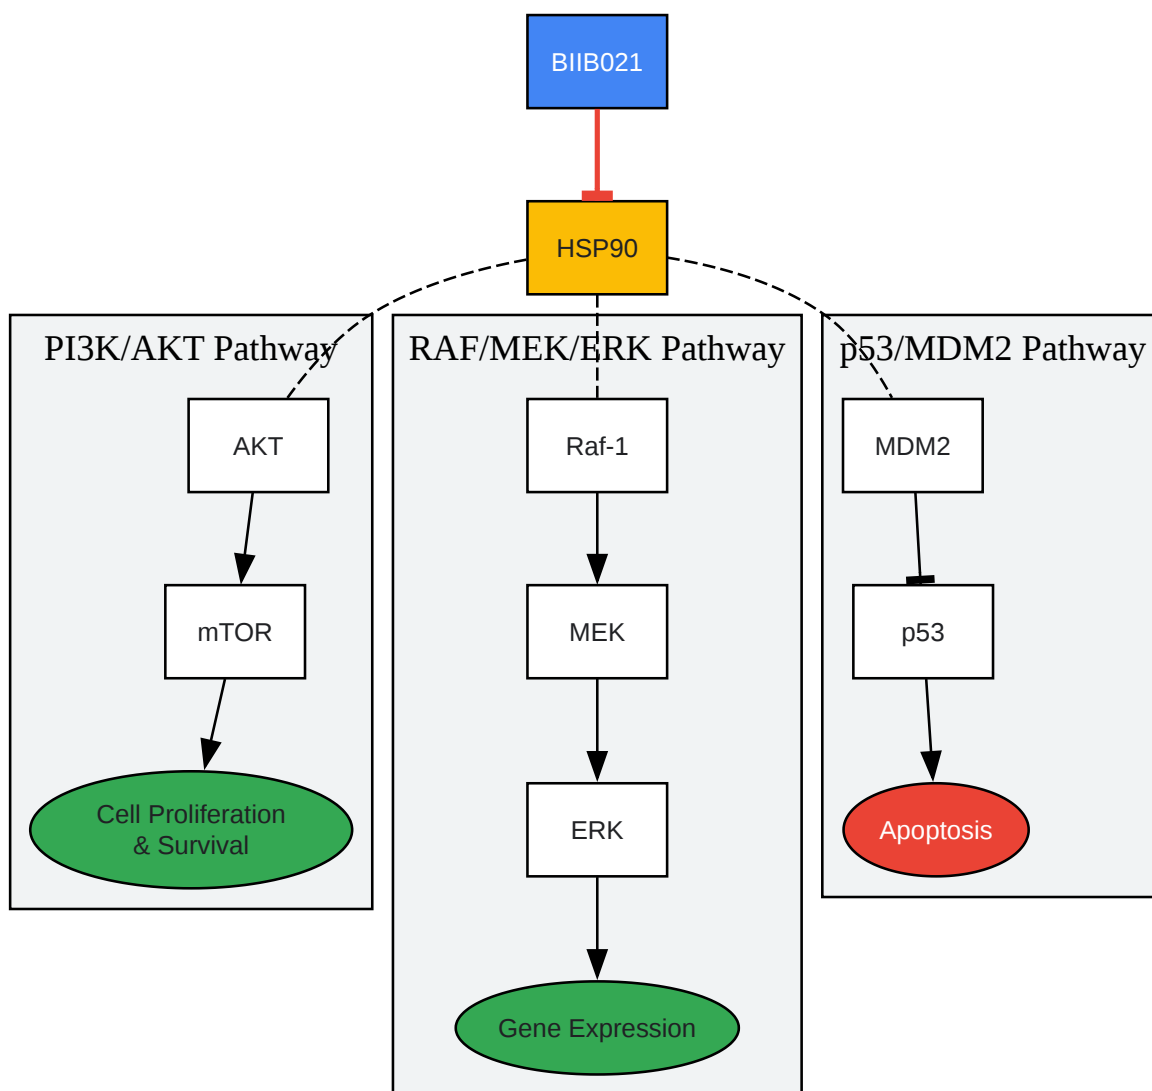 BIIB021
HSP90
PI3K/AKT Pathway
AKT
mTOR
Cell Proliferation
& Survival
RAF/MEK/ERK Pathway
Raf-1
MEK
ERK
Gene Expression
p53/MDM2 Pathway
MDM2
p53
Apoptosis